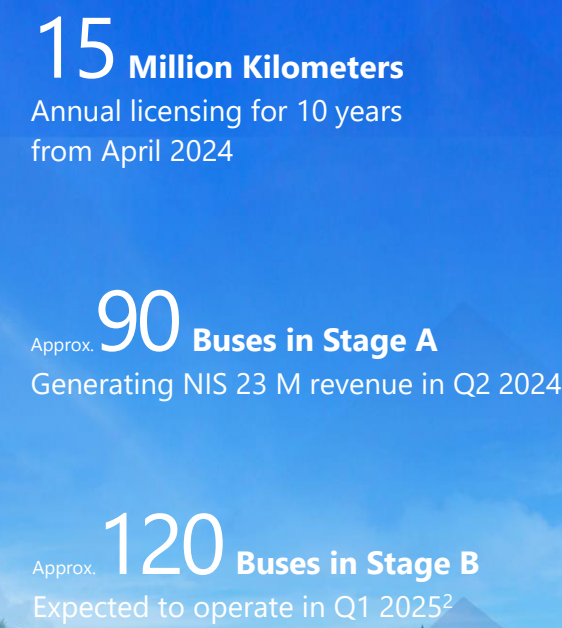 15 Million Kilometers
Annual licensing for 10 years
from April 2024
Approx. 90 Buses in Stage A
Generating NIS 23 M revenue in Q2 2024
Approx. 120 Buses in Stage B
Expected to operate in Q1 2025²